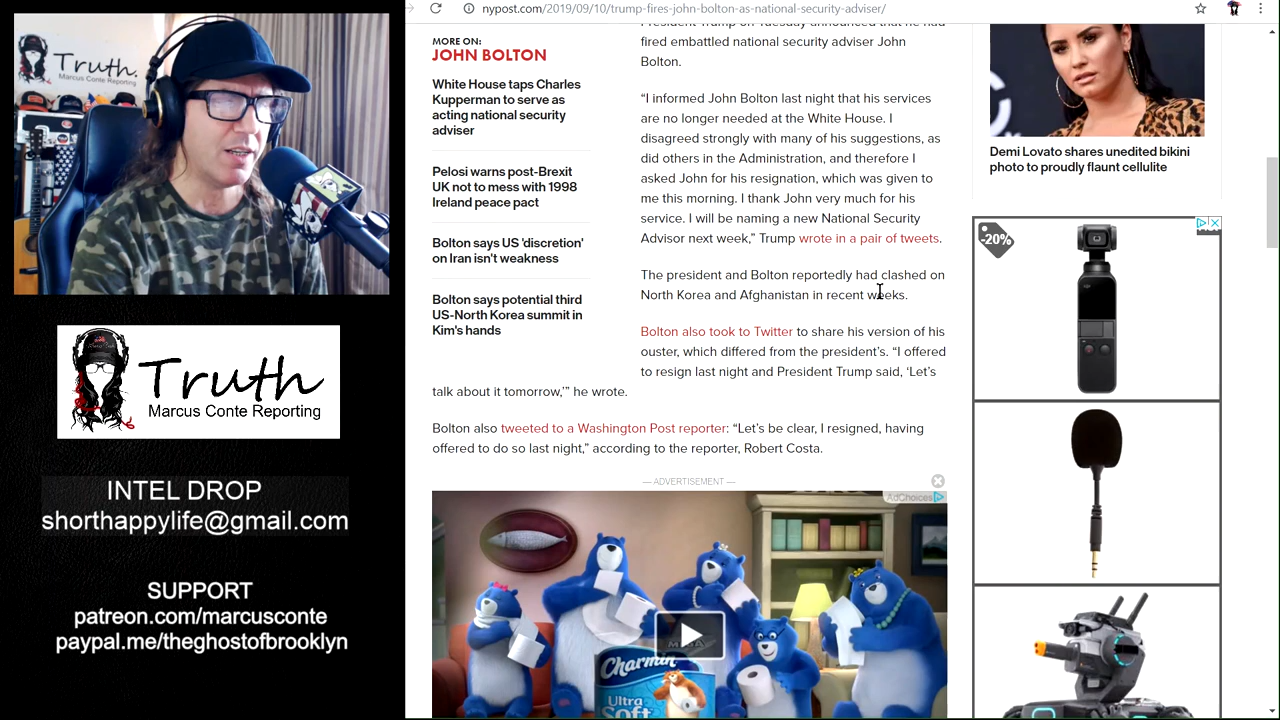 Truth.
Marcus Conte Reporting
Truth
Marcus Conte Reporting
INTEL DROP
shorthappylife@gmail.com
SUPPORT
patreon.com/marcusconte
paypal.me/theghostofbrooklyn
nypost.com/2019/09/10/trump-fires-john-bolton-as-national-security-adviser/
MORE ON:
JOHN BOLTON
White House taps Charles
Kupperman to serve as
acting national security
adviser
Pelosi warns post-Brexit
UK not to mess with 1998
Ireland peace pact
Bolton says US 'discretion'
on Iran isn't weakness
Bolton says potential third
US-North Korea summit in
Kim's hands
President Trump on Tuesday announced that he had
fired embattled national security adviser John
Bolton.
“I informed John Bolton last night that his services
are no longer needed at the White House. I
disagreed strongly with many of his suggestions, as
did others in the Administration, and therefore I
asked John for his resignation, which was given to
me this morning. I thank John very much for his
service. I will be naming a new National Security
Advisor next week,” Trump wrote in a pair of tweets.
The president and Bolton reportedly had clashed on
North Korea and Afghanistan in recent weeks.
Bolton also took to Twitter to share his version of his
ouster, which differed from the president’s. “I offered
to resign last night and President Trump said, ‘Let’s
talk about it tomorrow,’” he wrote.
Bolton also tweeted to a Washington Post reporter: “Let’s be clear, I resigned, having
offered to do so last night,” according to the reporter, Robert Costa.
— ADVERTISEMENT —
AdChoices
Charmin
Ultra
Soft
Demi Lovato shares unedited bikini
photo to proudly flaunt cellulite
-20%